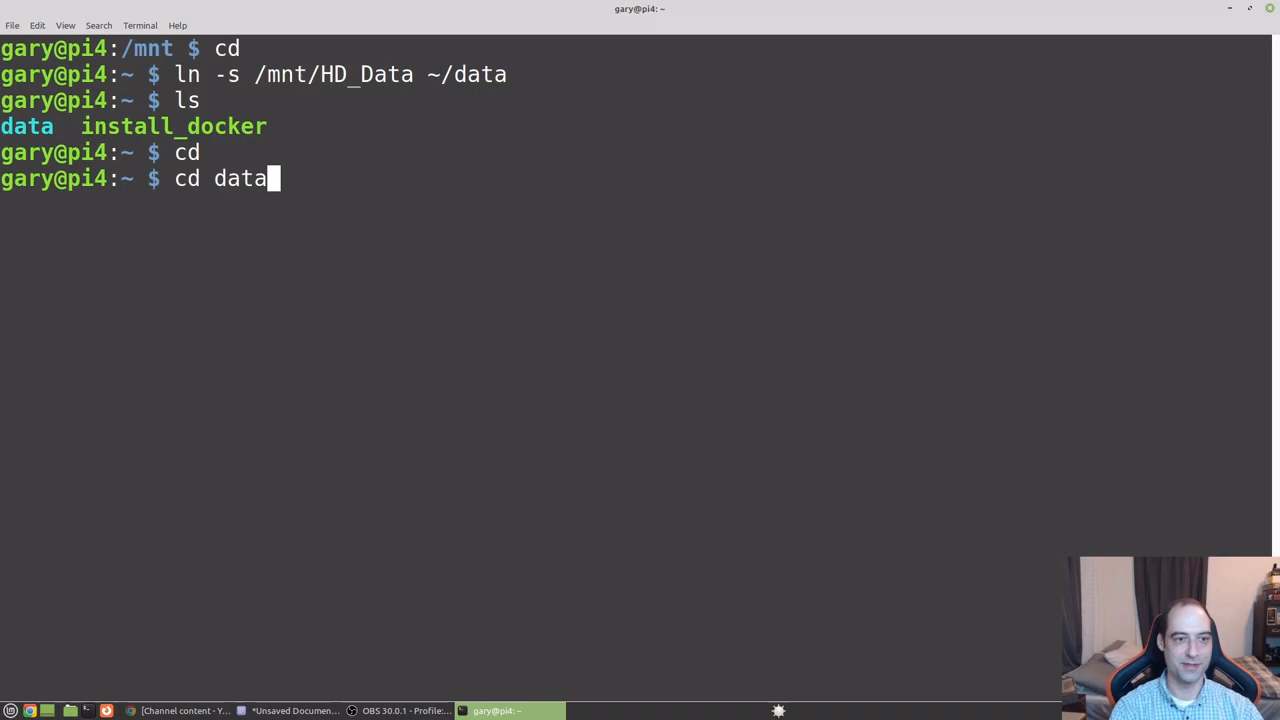 gary@pi4: ~
File Edit View Search Terminal Help
gary@pi4:/mnt $ cd
gary@pi4:~ $ ln -s /mnt/HD_Data ~/data
gary@pi4:~ $ ls
data install_docker
gary@pi4:~ $ cd
gary@pi4:~ $ cd data
[Channel content - Y... *Unsaved Documen... OBS 30.0.1 - Profile:... gary@pi4: ~